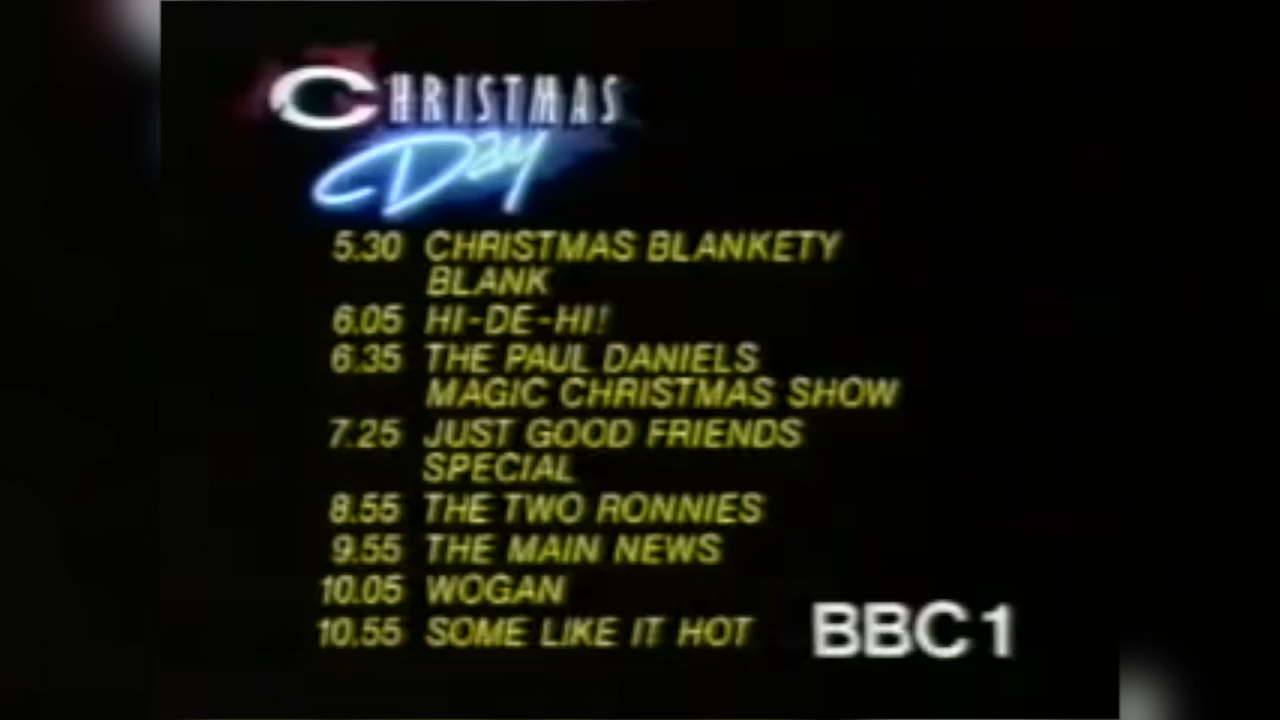 CHRISTMAS
Day
5.30 CHRISTMAS BLANKETY
BLANK
6.05 HI-DE-HI!
6.35 THE PAUL DANIELS
MAGIC CHRISTMAS SHOW
7.25 JUST GOOD FRIENDS
SPECIAL
8.55 THE TWO RONNIES
9.55 THE MAIN NEWS
10.05 WOGAN
10.55 SOME LIKE IT HOT
BBC1